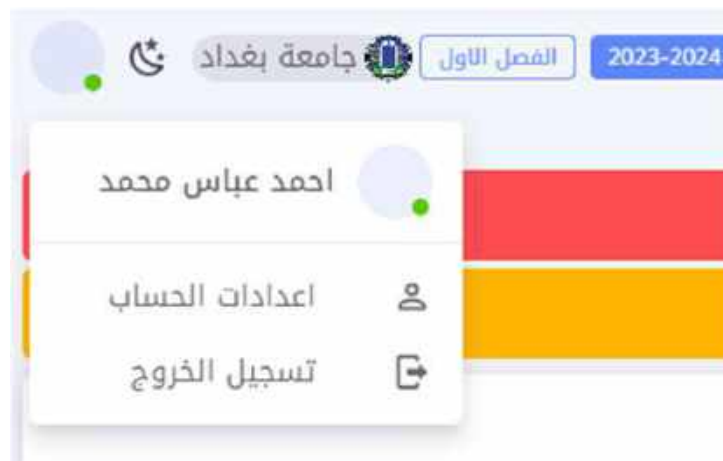 2023-2024 الفصل الاول جامعة بغداد
احمد عباس محمد
اعدادات الحساب
تسجيل الخروج